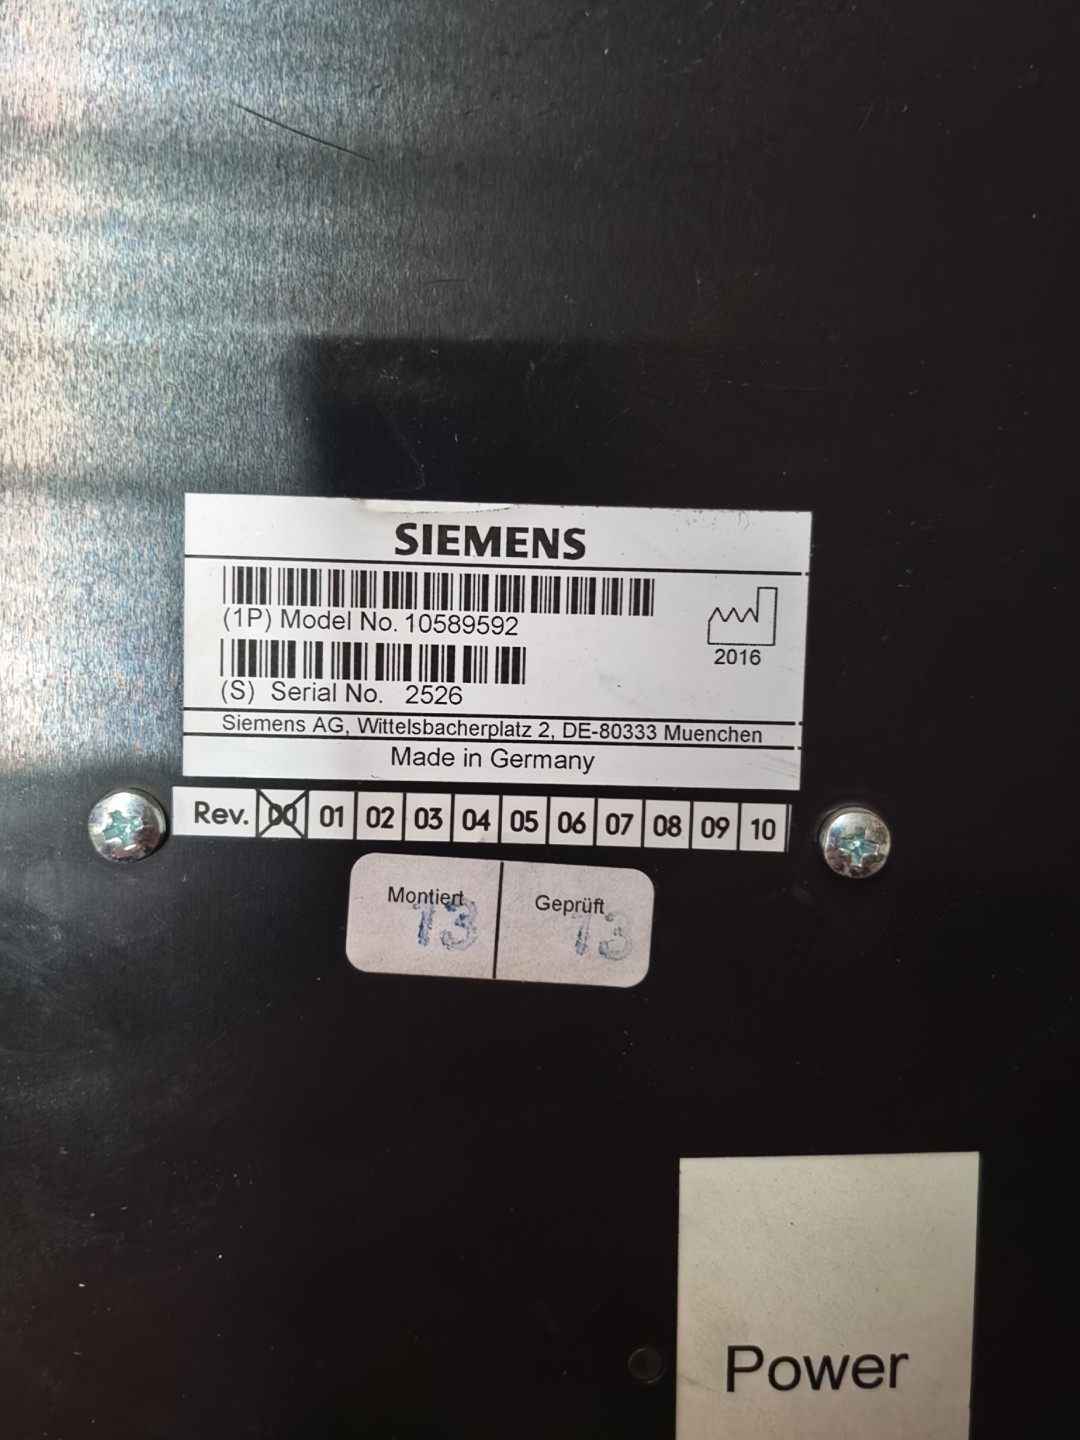 SIEMENS
(1P) Model No. 10589592
2016
(S) Serial No. 2526
Siemens AG, Wittelsbacherplatz 2, DE-80333 Muenchen
Made in Germany
Rev. 00 01 02 03 04 05 06 07 08 09 10
Montiert Geprüft
13 13
Power